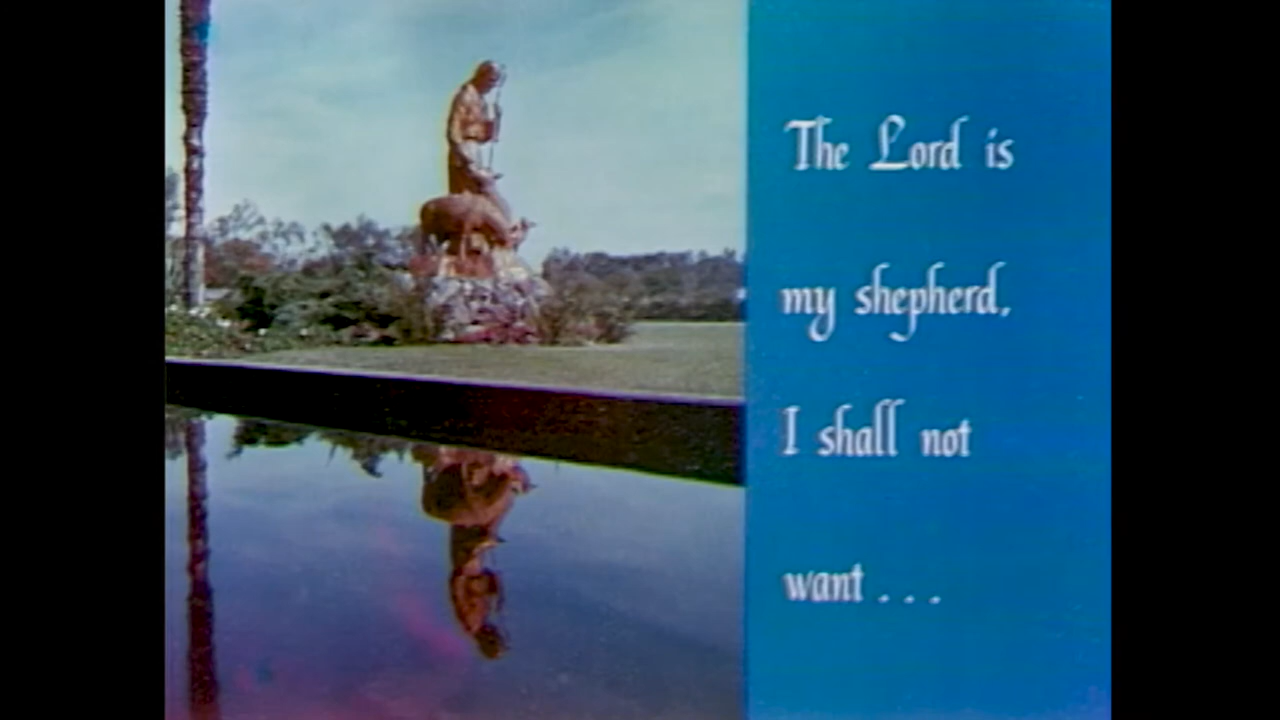 The Lord is
my shepherd.
I shall not
want . . .